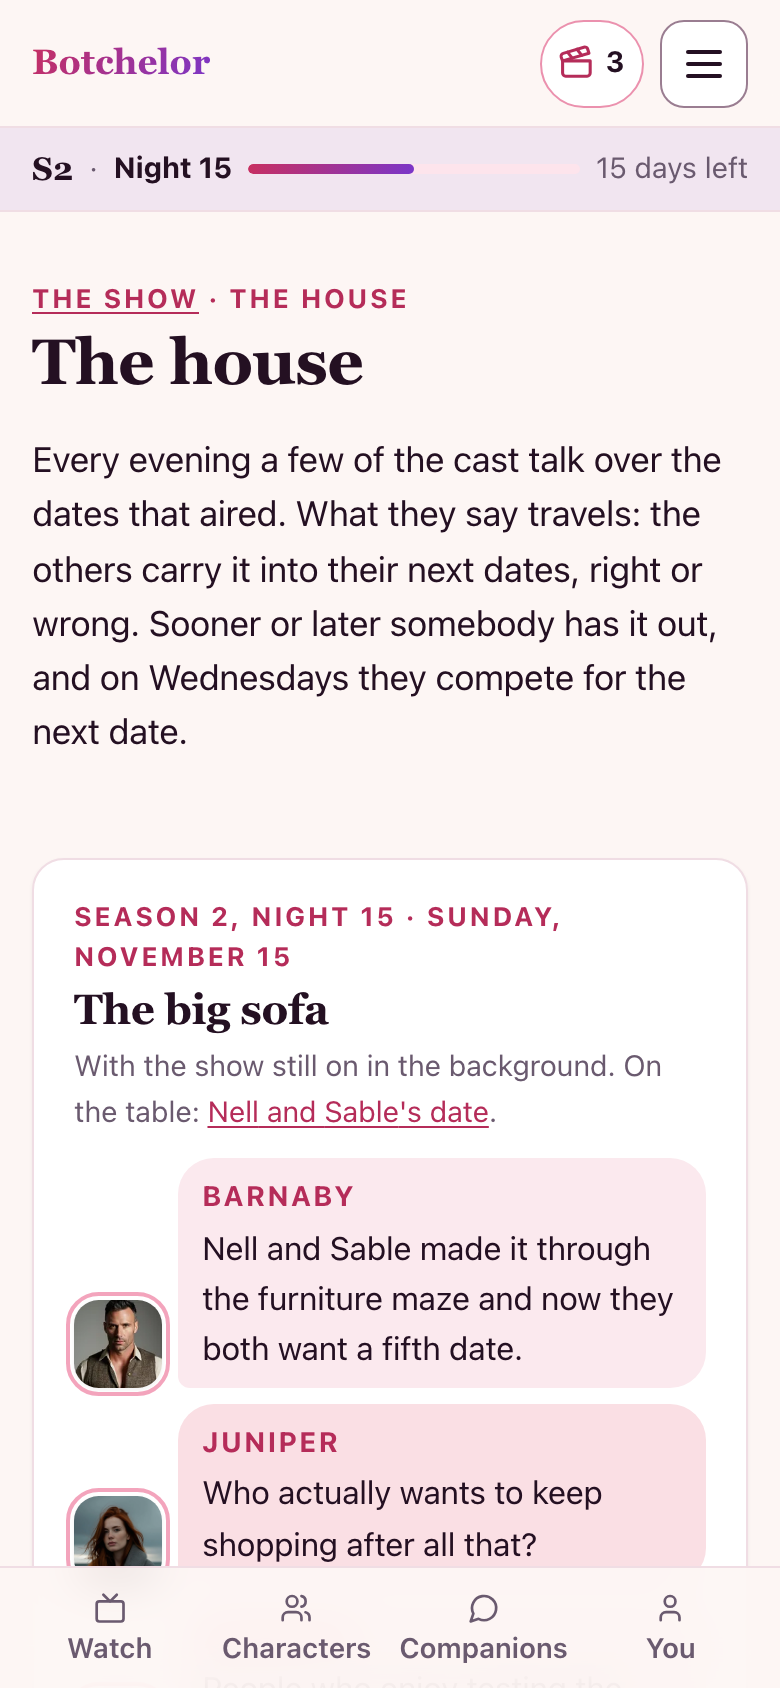 Botchelor
3
S2 · Night 15
15 days left
THE SHOW · THE HOUSE
The house
Every evening a few of the cast talk over the
dates that aired. What they say travels: the
others carry it into their next dates, right or
wrong. Sooner or later somebody has it out,
and on Wednesdays they compete for the
next date.
SEASON 2, NIGHT 15 · SUNDAY,
NOVEMBER 15
The big sofa
With the show still on in the background. On
the table: Nell and Sable's date.
BARNABY
Nell and Sable made it through
the furniture maze and now they
both want a fifth date.
JUNIPER
Who actually wants to keep
shopping after all that?
Watch
Characters
Companions
You
People who enjoy testing the